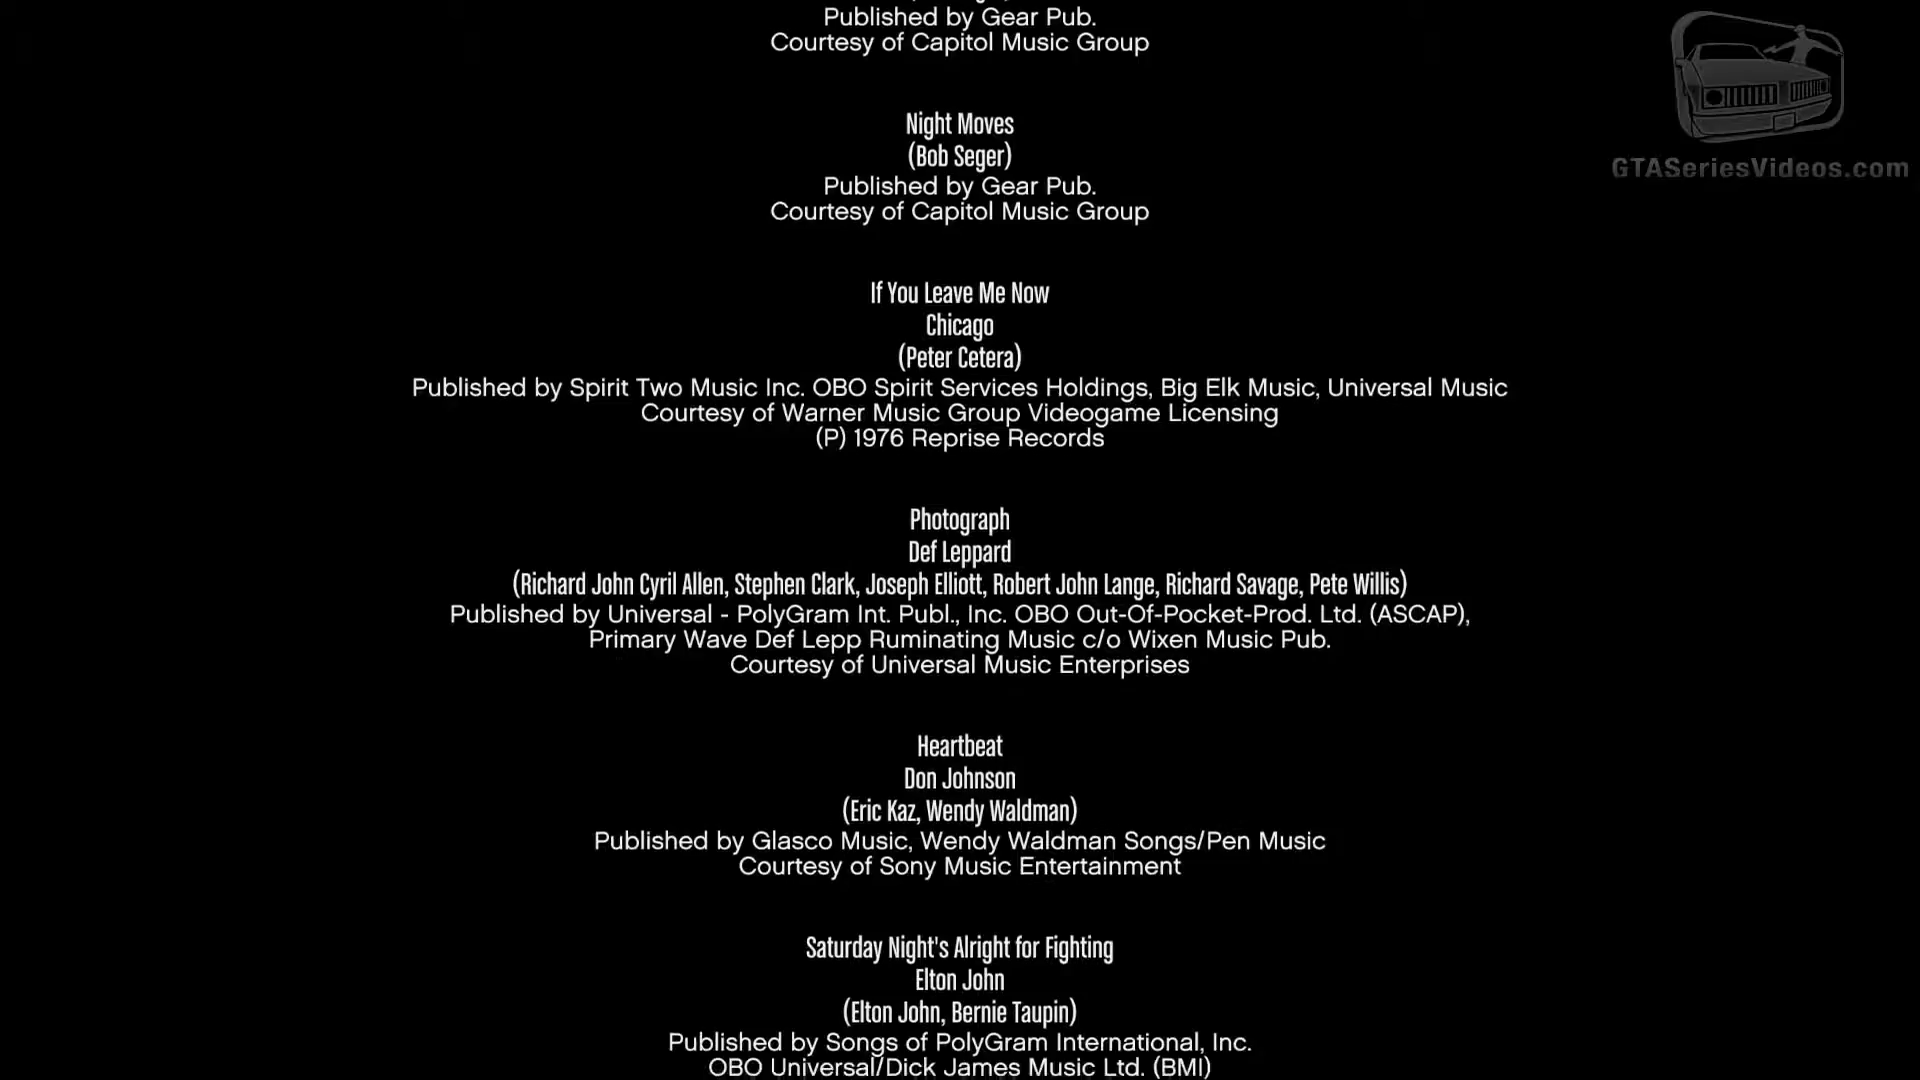 Published by Gear Pub.
Courtesy of Capitol Music Group
Night Moves
(Bob Seger)
Published by Gear Pub.
Courtesy of Capitol Music Group
If You Leave Me Now
Chicago
(Peter Cetera)
Published by Spirit Two Music Inc. OBO Spirit Services Holdings, Big Elk Music, Universal Music
Courtesy of Warner Music Group Videogame Licensing
(P) 1976 Reprise Records
Photograph
Def Leppard
(Richard John Cyril Allen, Stephen Clark, Joseph Elliott, Robert John Lange, Richard Savage, Pete Willis)
Published by Universal - PolyGram Int. Publ., Inc. OBO Out-Of-Pocket-Prod. Ltd. (ASCAP),
Primary Wave Def Lepp Ruminating Music c/o Wixen Music Pub.
Courtesy of Universal Music Enterprises
Heartbeat
Don Johnson
(Eric Kaz, Wendy Waldman)
Published by Glasco Music, Wendy Waldman Songs/Pen Music
Courtesy of Sony Music Entertainment
Saturday Night's Alright for Fighting
Elton John
(Elton John, Bernie Taupin)
Published by Songs of PolyGram International, Inc.
OBO Universal/Dick James Music Ltd. (BMI)
GTASeriesVideos.com